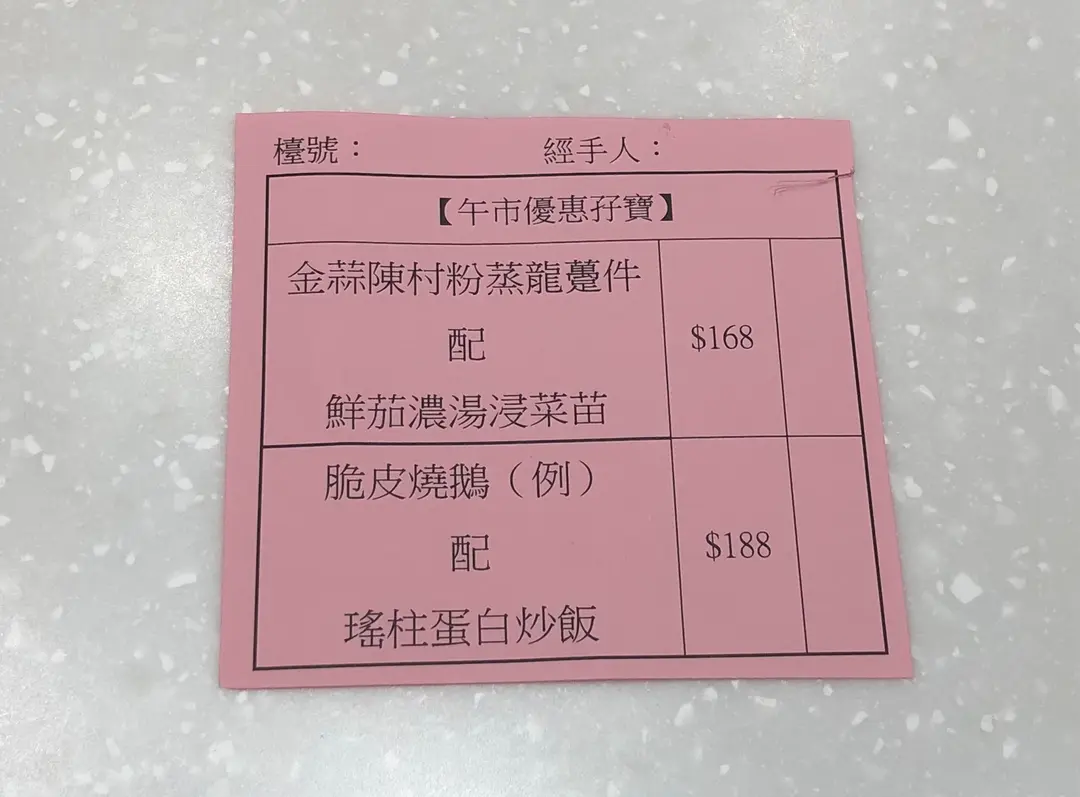 檯號： 經手人：
【午市優惠孖寶】
金蒜陳村粉蒸龍躉件
配
鮮茄濃湯浸菜苗
$168
脆皮燒鵝（例）
配
瑤柱蛋白炒飯
$188